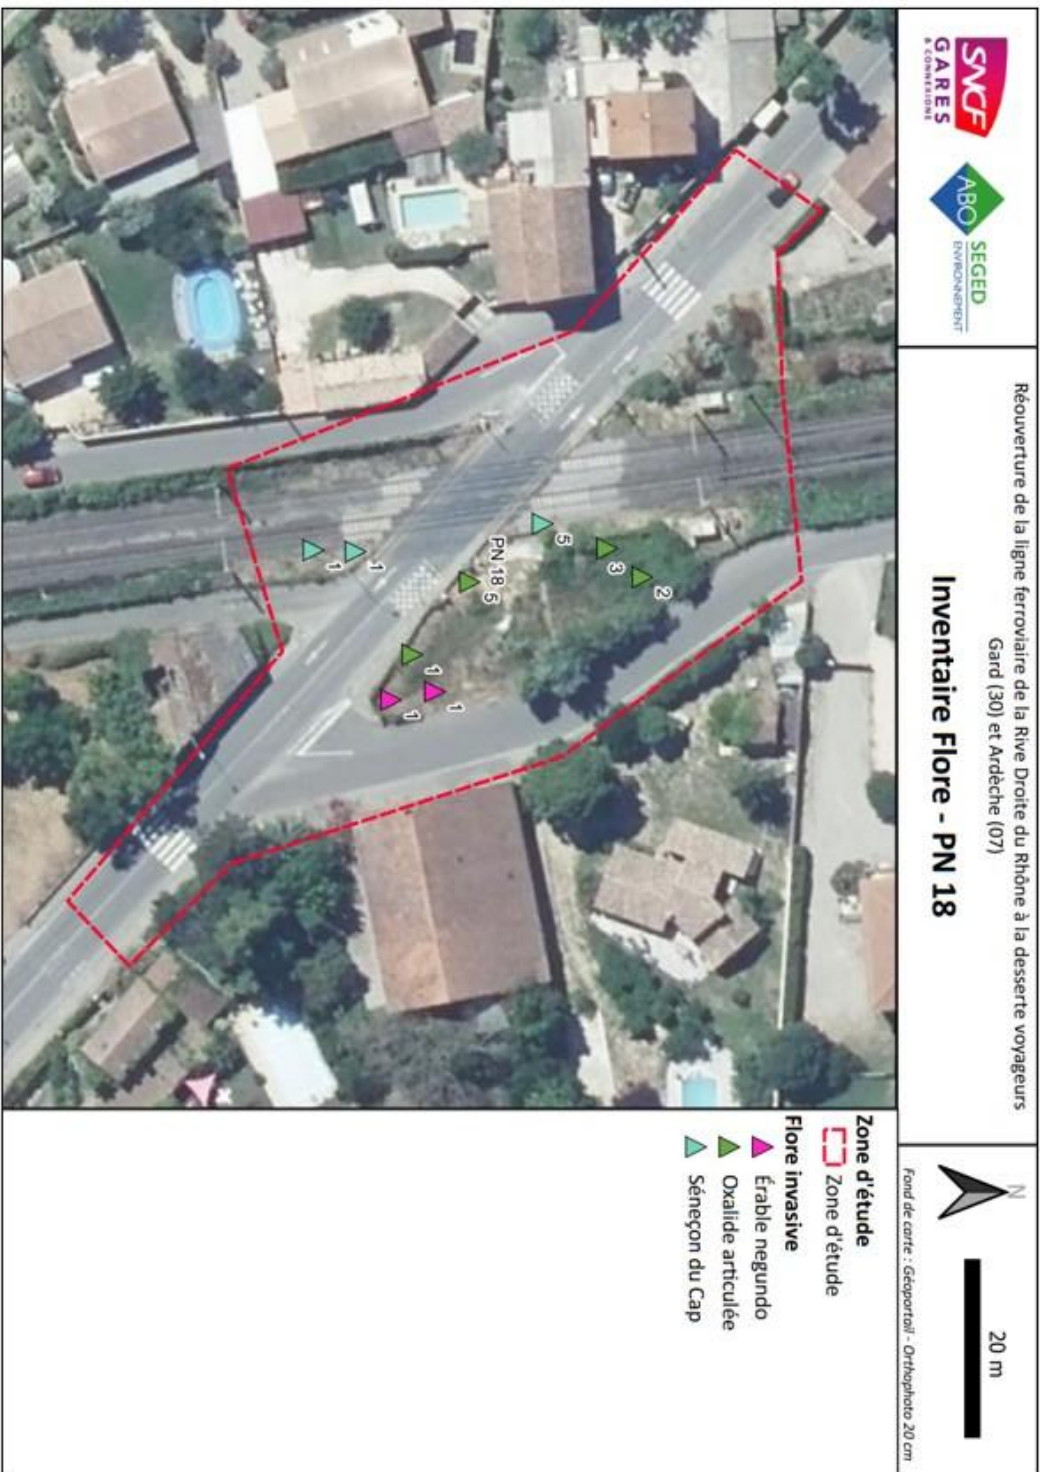 SNCF
GARES
& CONNEXIONS
ABO
SEGED
ENVIRONNEMENT
Réouverture de la ligne ferroviaire de la Rive Droite du Rhône à la desserte voyageurs
Gard (30) et Ardèche (07)
Inventaire Flore - PN 18
N
20 m
Fond de carte : Géoportail - Orthophoto 20 cm
2
3
5
PN 18
5
1
1
1
1
1
Zone d'étude
Zone d'étude
Flore invasive
Érable negundo
Oxalide articulée
Séneçon du Cap